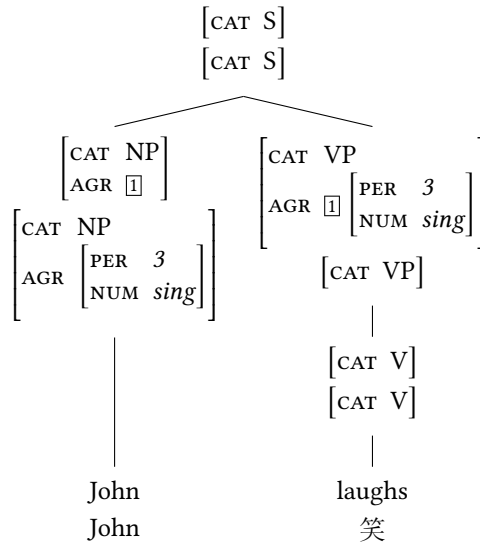 [CAT S]
[CAT S]
[CAT NP
AGR 1]
[CAT NP
AGR [PER 3
NUM sing]]
[CAT VP
AGR 1 [PER 3
NUM sing]]
[CAT VP]
[CAT V]
[CAT V]
John
John
laughs
笑